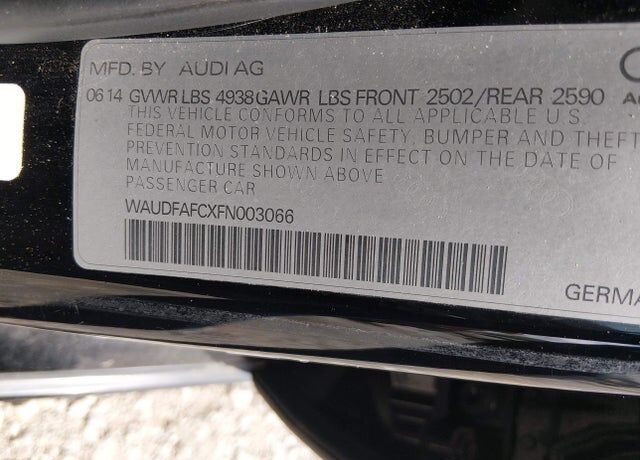 MFD. BY AUDI AG
06 14 GVWR LBS 4938 GAWR LBS FRONT 2502/REAR 2590
THIS VEHICLE CONFORMS TO ALL APPLICABLE U.S.
FEDERAL MOTOR VEHICLE SAFETY, BUMPER AND THEFT
PREVENTION STANDARDS IN EFFECT ON THE DATE OF
MANUFACTURE SHOWN ABOVE
PASSENGER CAR
WAUDFAFCXFN003066